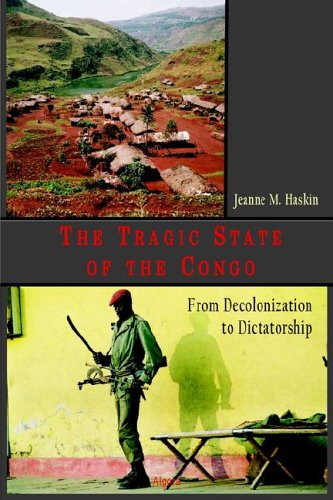 Jeanne M. Haskin
THE TRAGIC STATE
OF THE CONGO
From Decolonization
to Dictatorship
Algora